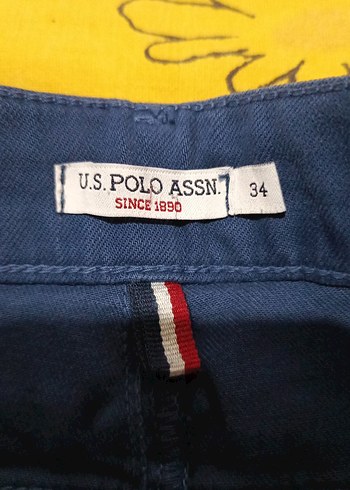 U.S. POLO ASSN.
SINCE 1890
34